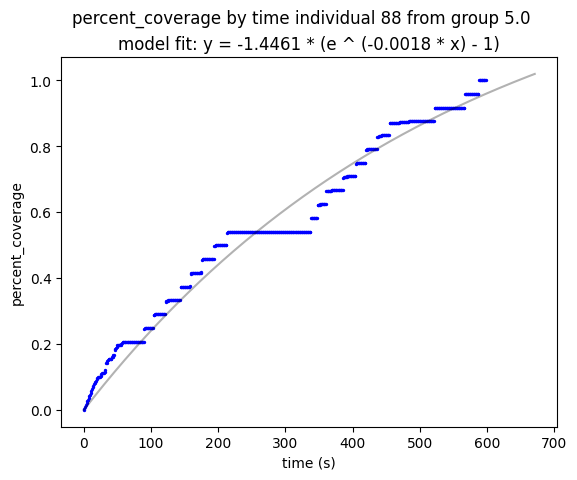 percent_coverage by time individual 88 from group 5.0
model fit: y = -1.4461 * (e ^ (-0.0018 * x) - 1)
1.0
0.8
0.6
0.4
0.2
0.0
percent_coverage
0 100 200 300 400 500 600 700
time (s)